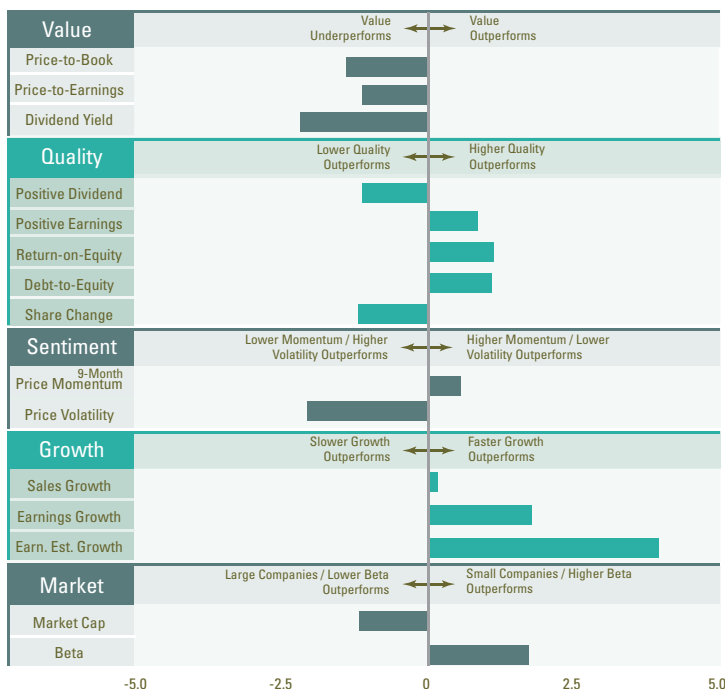 Value
Value
Underperforms
Value
Outperforms
Price-to-Book
Price-to-Earnings
Dividend Yield
Quality
Lower Quality
Outperforms
Higher Quality
Outperforms
Positive Dividend
Positive Earnings
Return-on-Equity
Debt-to-Equity
Share Change
Sentiment
Lower Momentum / Higher
Volatility Outperforms
Higher Momentum / Lower
Volatility Outperforms
9-Month
Price Momentum
Price Volatility
Growth
Slower Growth
Outperforms
Faster Growth
Outperforms
Sales Growth
Earnings Growth
Earn. Est. Growth
Market
Large Companies / Lower Beta
Outperforms
Small Companies / Higher Beta
Outperforms
Market Cap
Beta
-5.0 -2.5 0 2.5 5.0